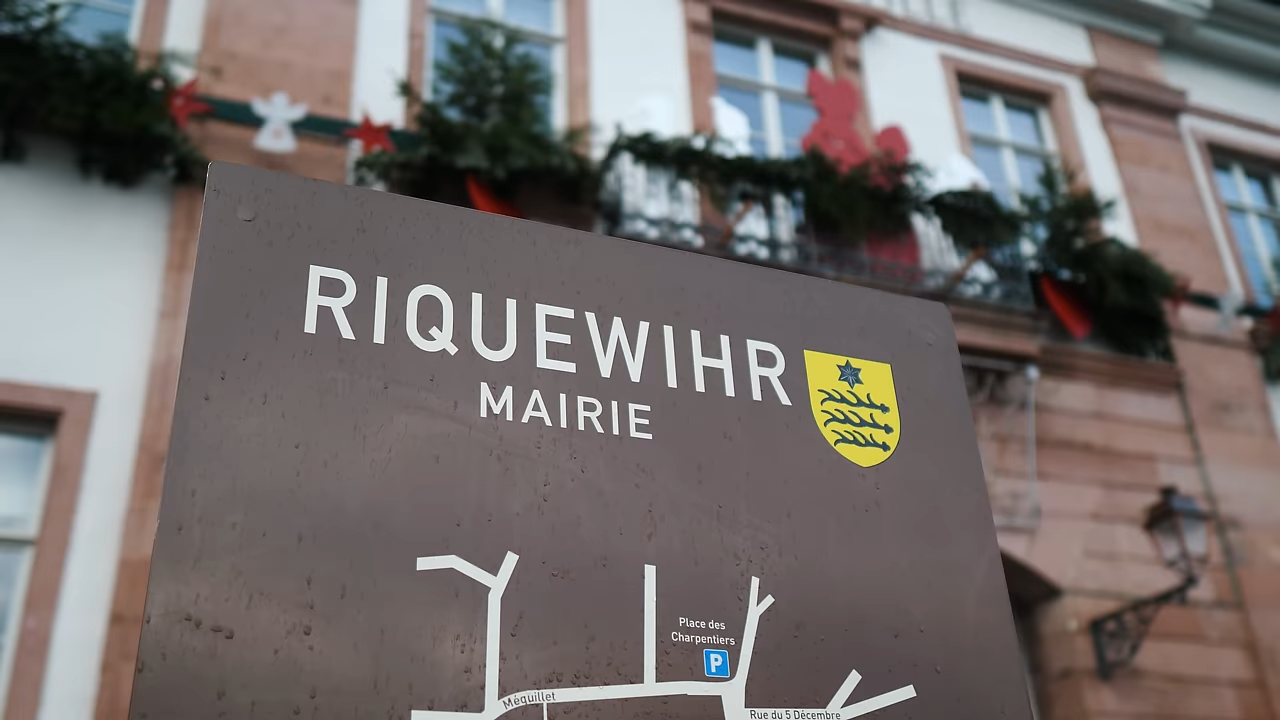 RIQUEWIHR
MAIRIE
Place des
Charpentiers
P
Méquillet
Rue du 5 Décembre